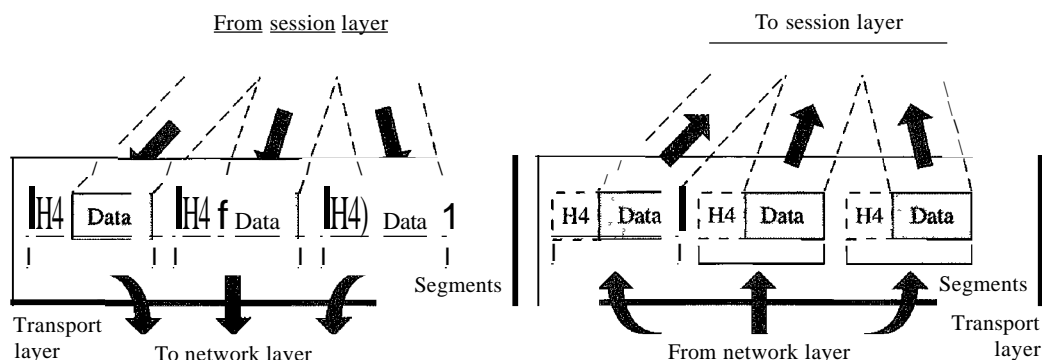 From session layer
To session layer
H4 Data H4 f Data H4) Data 1
H4 Data H4 Data H4 Data
Segments
Segments
Transport
layer
To network layer
From network layer
Transport
layer